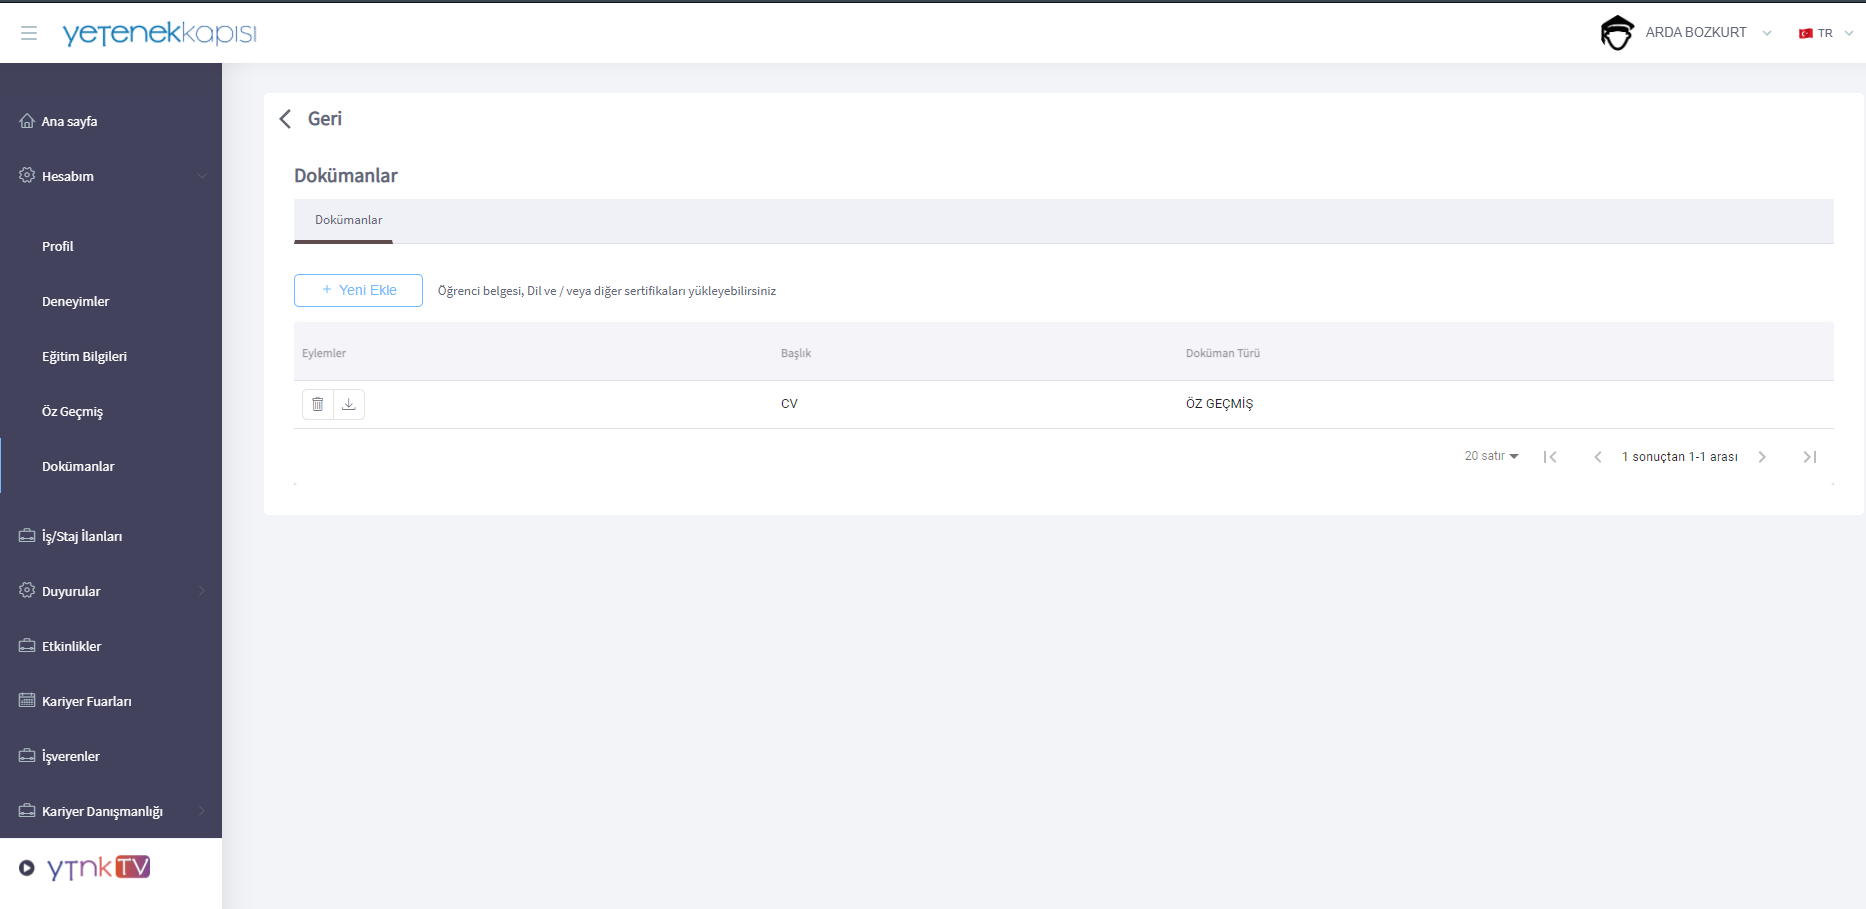 yetenekkapısı
ARDA BOZKURT
TR
Ana sayfa
Hesabım
Profil
Deneyimler
Eğitim Bilgileri
Öz Geçmiş
Dokümanlar
İş/Staj İlanları
Duyurular
Etkinlikler
Kariyer Fuarları
İşverenler
Kariyer Danışmanlığı
ytnkTV
Geri
Dokümanlar
Dokümanlar
+ Yeni Ekle
Öğrenci belgesi, Dil ve / veya diğer sertifikaları yükleyebilirsiniz
Eylemler Başlık Doküman Türü
CV ÖZ GEÇMİŞ
20 satır 1 sonuçtan 1-1 arası